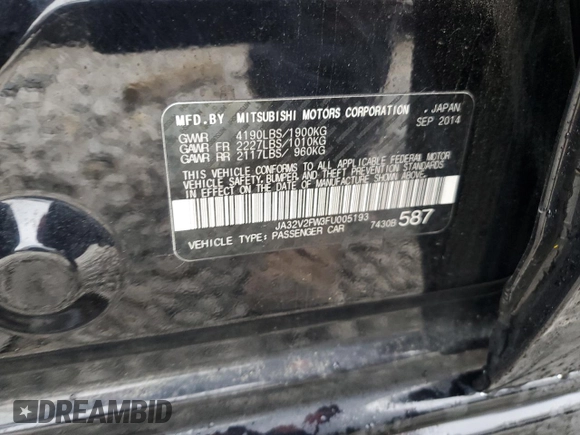 MFD.BY MITSUBISHI MOTORS CORPORATION . JAPAN
SEP 2014
GVWR 4190LBS/1900KG
GAWR FR 2227LBS/1010KG
GAWR RR 2117LBS/ 960KG
THIS VEHICLE CONFORMS TO ALL APPLICABLE FEDERAL MOTOR
VEHICLE SAFETY,BUMPER AND THEFT PREVENTION STANDARDS
IN EFFECT ON THE DATE OF MANUFACTURE SHOWN ABOVE.
JA32V2FW3FU005193
VEHICLE TYPE: PASSENGER CAR 7430B 587
DREAMBID